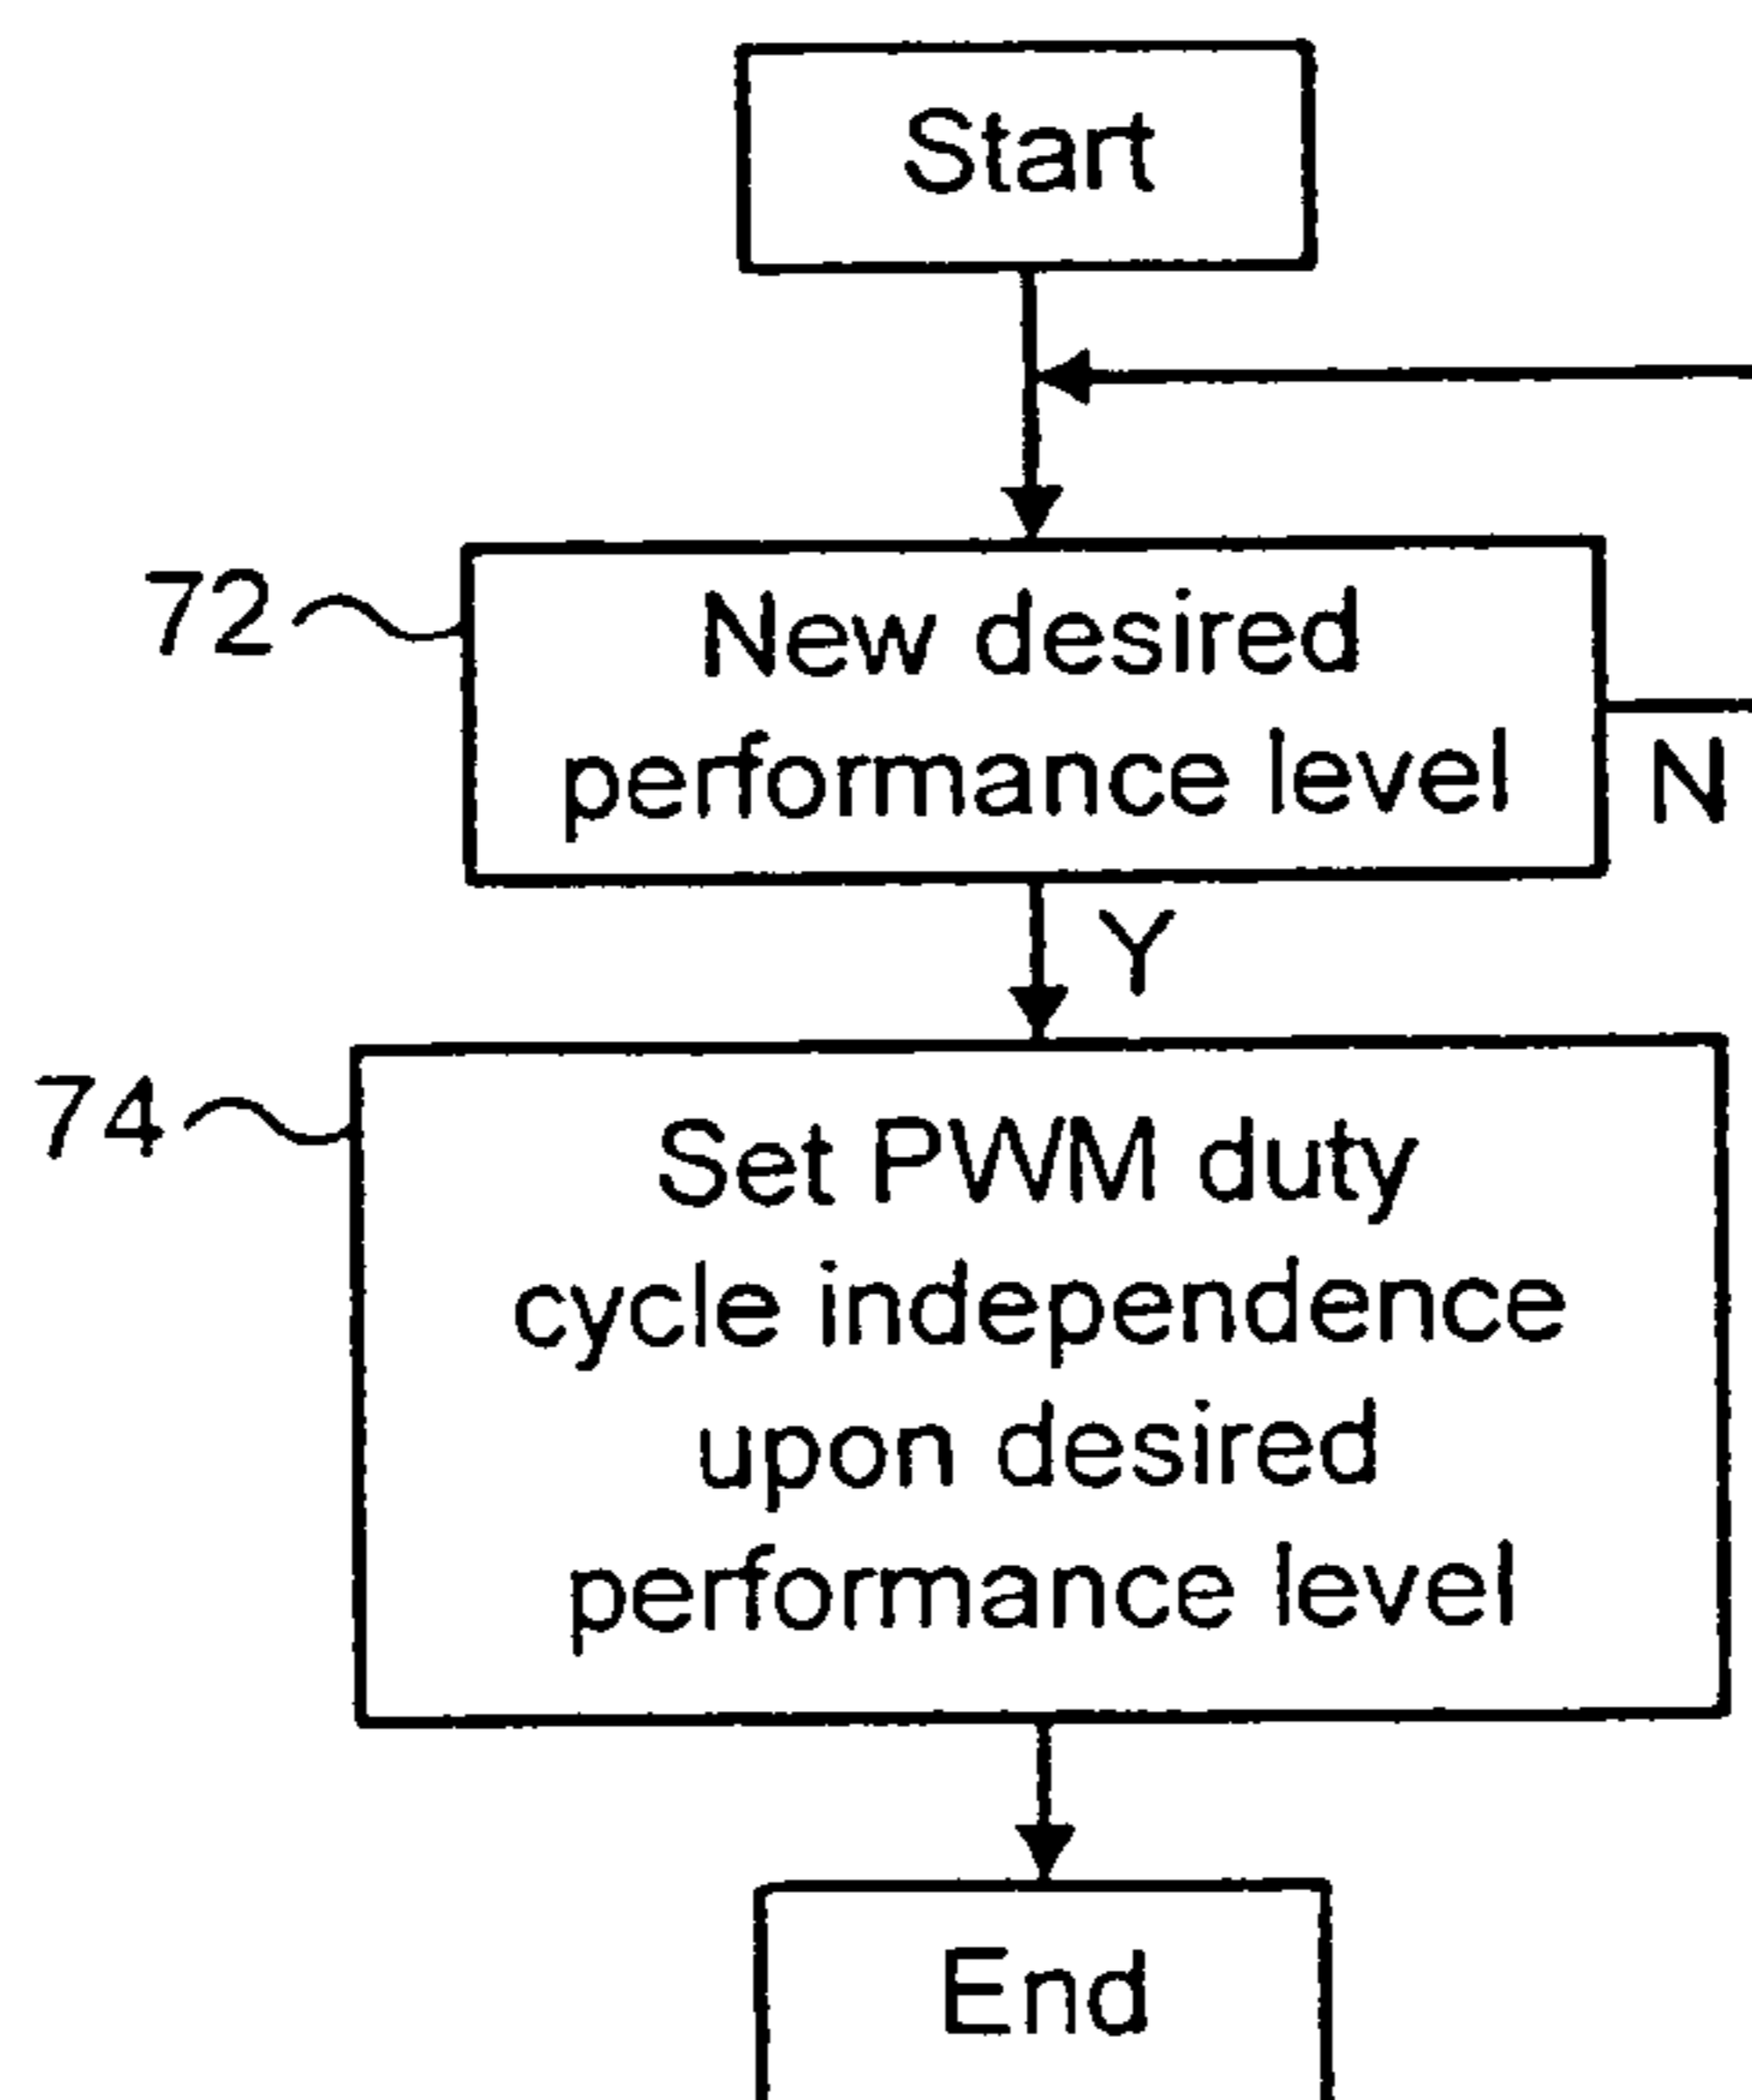 Start
72
New desired
performance level
N
Y
74
Set PWM duty
cycle independence
upon desired
performance level
End